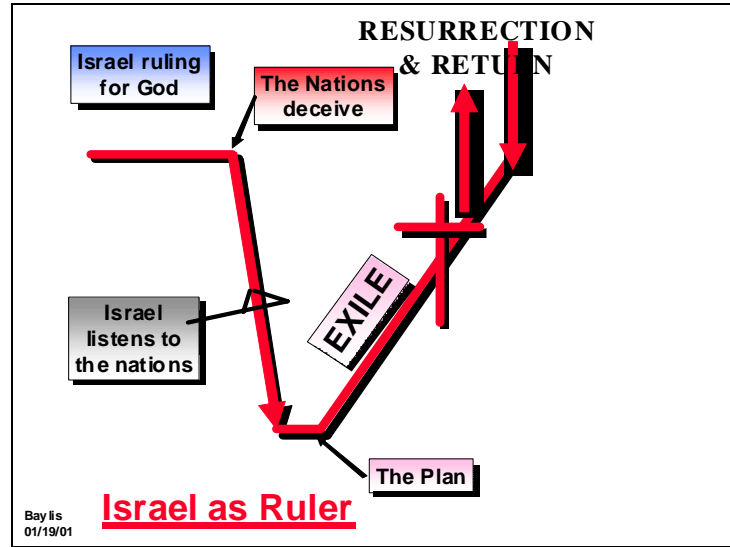 RESURRECTION
& RETURN
Israel ruling
for God
The Nations
deceive
EXILE
Israel
listens to
the nations
The Plan
Israel as Ruler
Baylis
01/19/01